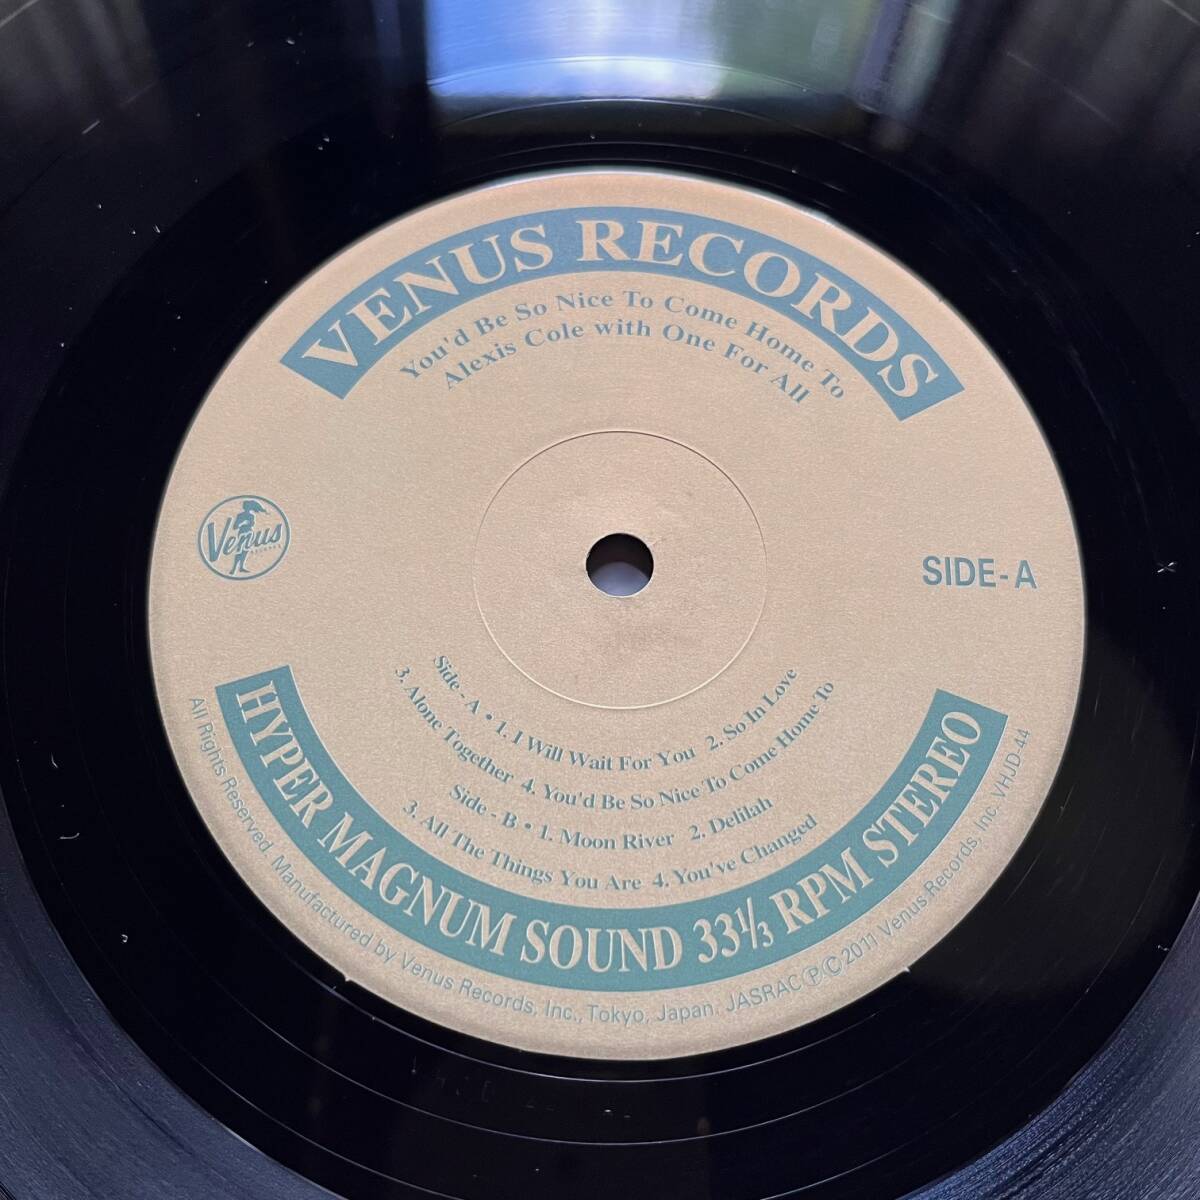 VENUS RECORDS
You'd Be So Nice To Come Home To
Alexis Cole with One For All
Venus
RECORDS
SIDE-A
Side - A • 1. I Will Wait For You 2. So In Love
3. Alone Together 4. You'd Be So Nice To Come Home To
Side - B • 1. Moon River 2. Delilah
3. All The Things You Are 4. You've Changed
HYPER MAGNUM SOUND 33⅓ RPM STEREO
All Rights Reserved. Manufactured by Venus Records, Inc., Tokyo, Japan. JASRAC Ⓟ©2011 Venus Records, Inc. VHJD-44